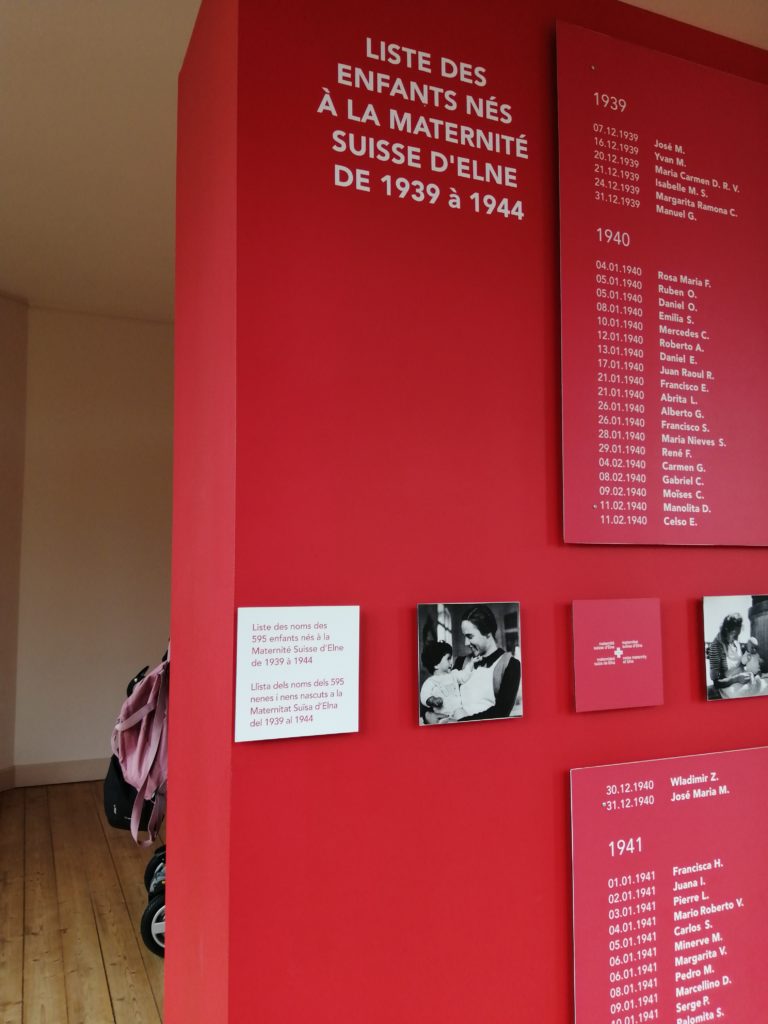 LISTE DES
ENFANTS NÉS
À LA MATERNITÉ
SUISSE D'ELNE
DE 1939 à 1944
1939
07.12.1939 José M.
16.12.1939 Yvan M.
20.12.1939 Maria Carmen D. R. V.
21.12.1939 Isabelle M. S.
24.12.1939 Margarita Ramona C.
31.12.1939 Manuel G.
1940
04.01.1940 Rosa Maria F.
05.01.1940 Ruben O.
05.01.1940 Daniel O.
08.01.1940 Emilia S.
10.01.1940 Mercedes C.
12.01.1940 Roberto A.
13.01.1940 Daniel E.
17.01.1940 Juan Raoul R.
21.01.1940 Francisco E.
21.01.1940 Abrita L.
26.01.1940 Alberto G.
26.01.1940 Francisco S.
28.01.1940 Maria Nieves S.
29.01.1940 René F.
04.02.1940 Carmen G.
08.02.1940 Gabriel C.
09.02.1940 Moïses C.
11.02.1940 Manolita D.
11.02.1940 Celso E.
Liste des noms des
595 enfants nés à la
Maternité Suisse d'Elne
de 1939 à 1944
Llista dels noms dels 595
nenes i nens nascuts a la
Maternitat Suïsa d'Elna
del 1939 al 1944
maternité
suisse d'elne
swiss maternity
of Elne
30.12.1940 Wladimir Z.
31.12.1940 José Maria M.
1941
01.01.1941 Francisca H.
02.01.1941 Juana I.
03.01.1941 Pierre L.
04.01.1941 Mario Roberto V.
05.01.1941 Carlos S.
06.01.1941 Minerve M.
06.01.1941 Margarita V.
08.01.1941 Pedro M.
09.01.1941 Marcellino D.
10.01.1941 Serge P.
Palomita S.